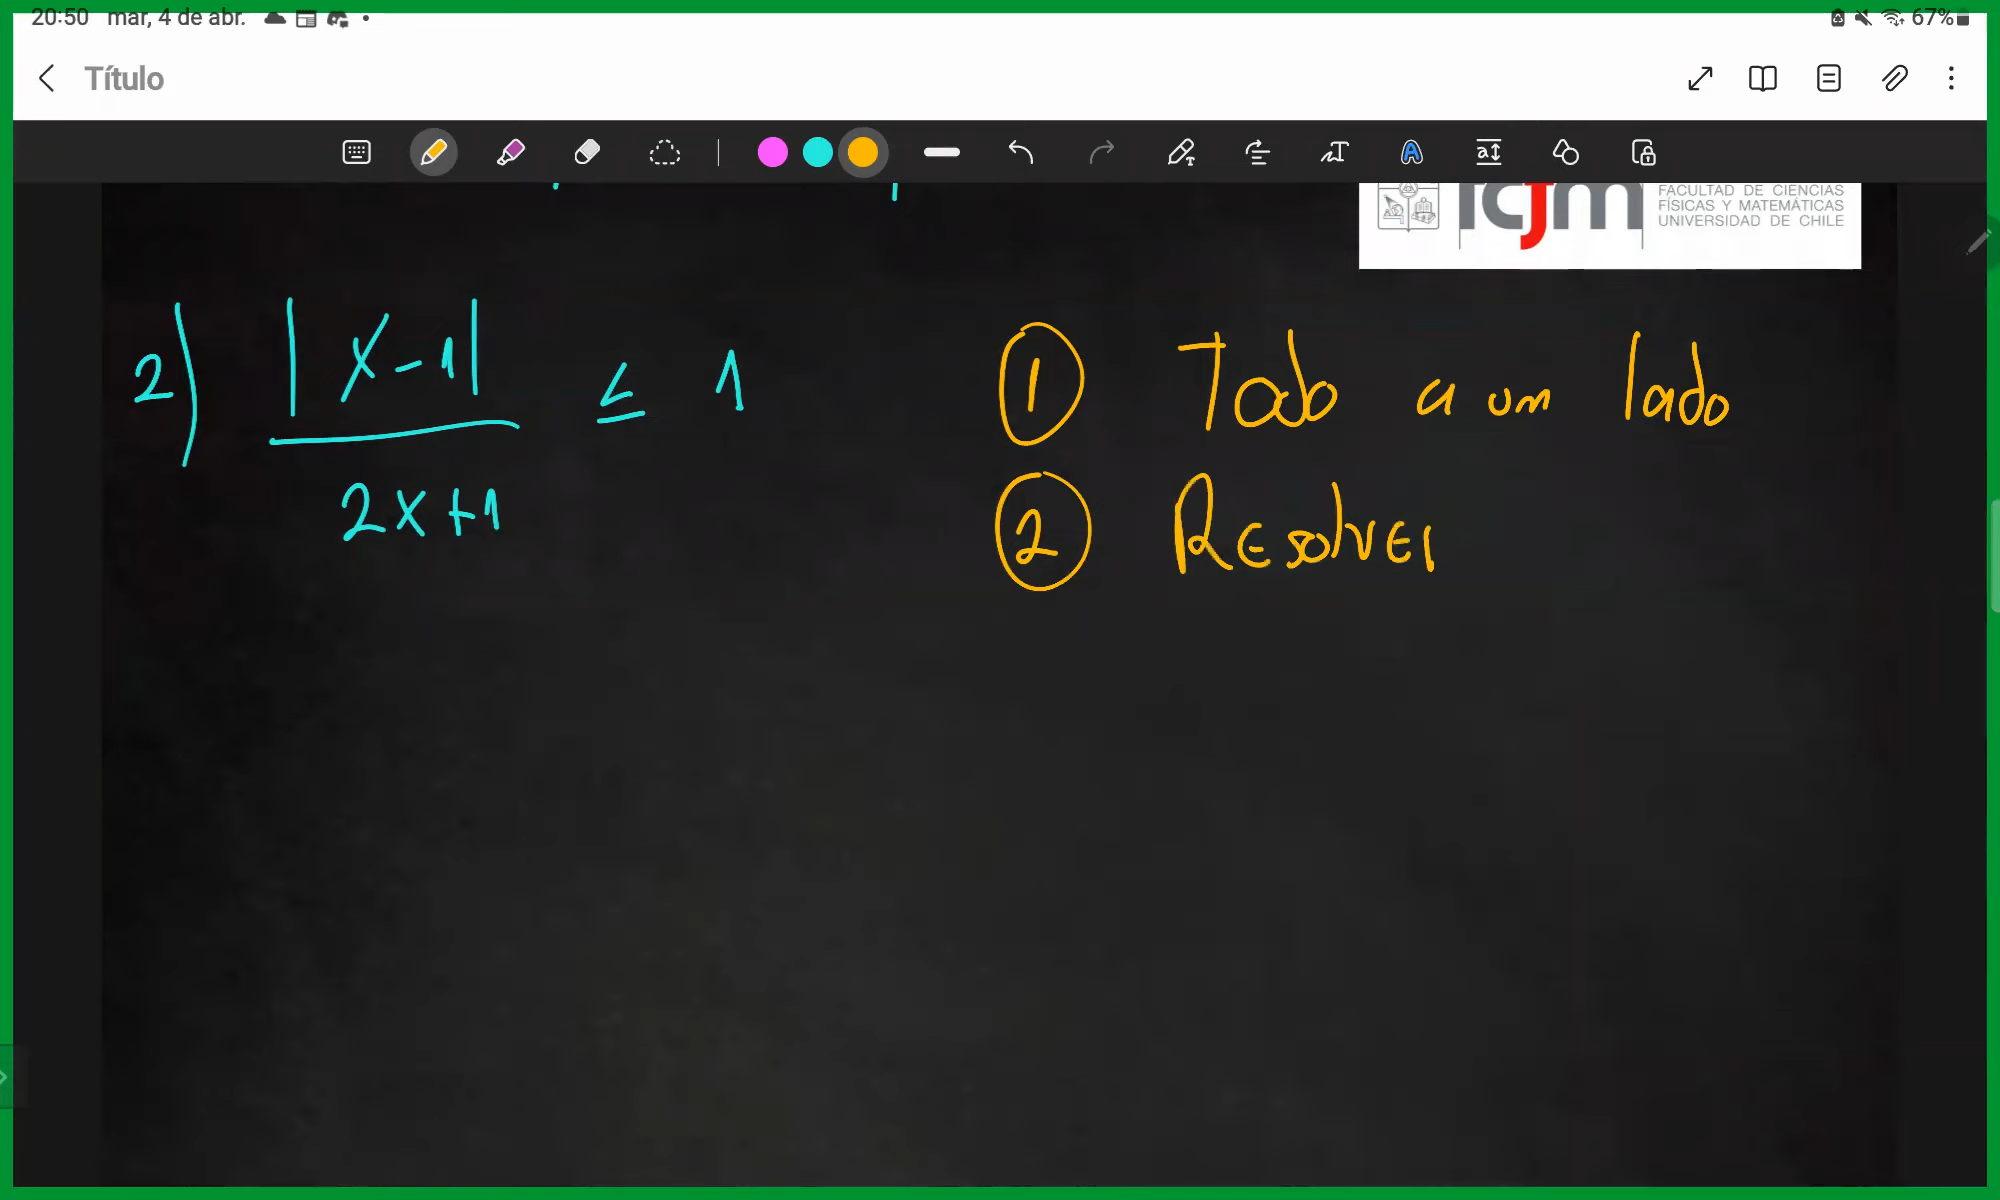 20:50 mar, 4 de abr. 67%
Título
FACULTAD DE CIENCIAS
FÍSICAS Y MATEMÁTICAS
UNIVERSIDAD DE CHILE
fcfm
2) |x-1| / 2x+1 ≤ 1
① Todo a un lado
② Resolver